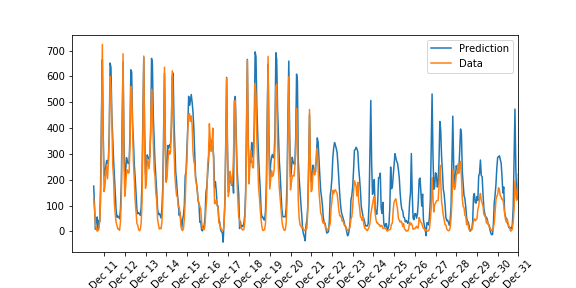 Prediction
Data
700
600
500
400
300
200
100
0
Dec 11
Dec 12
Dec 13
Dec 14
Dec 15
Dec 16
Dec 17
Dec 18
Dec 19
Dec 20
Dec 21
Dec 22
Dec 23
Dec 24
Dec 25
Dec 26
Dec 27
Dec 28
Dec 29
Dec 30
Dec 31